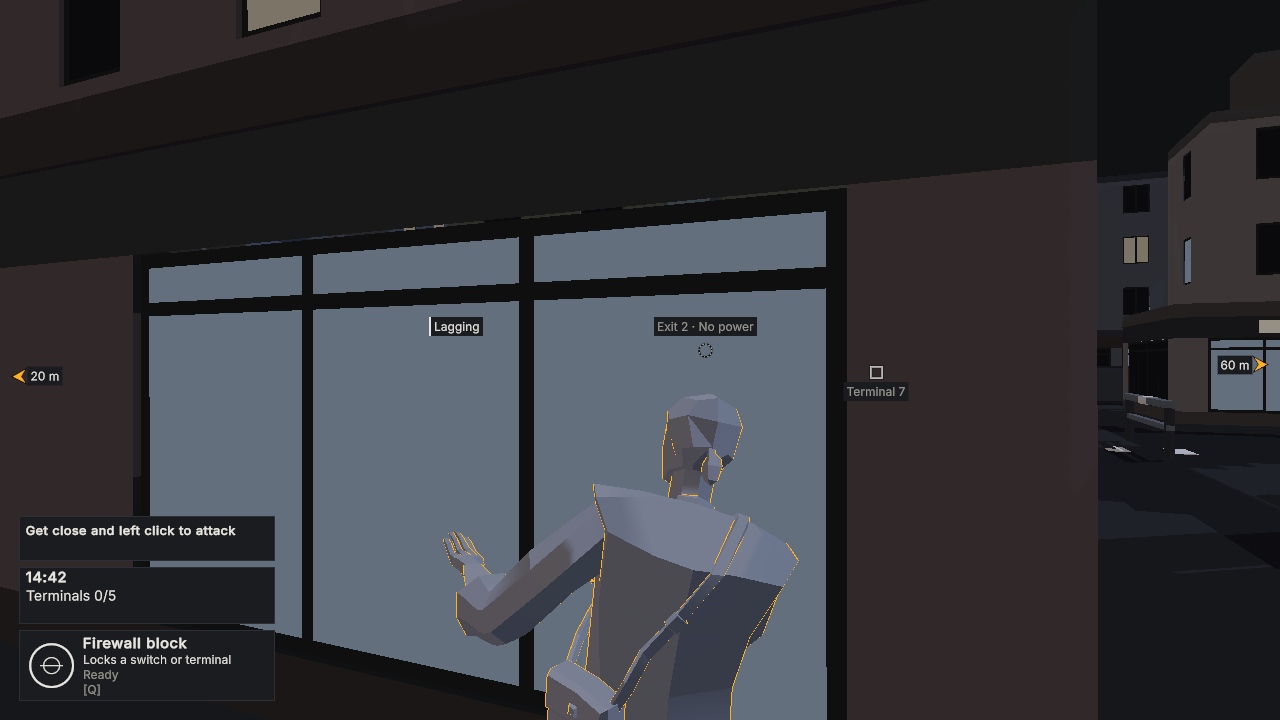 Lagging
Exit 2 · No power
20 m
60 m
Terminal 7
Get close and left click to attack
14:42
Terminals 0/5
Firewall block
Locks a switch or terminal
Ready
[Q]